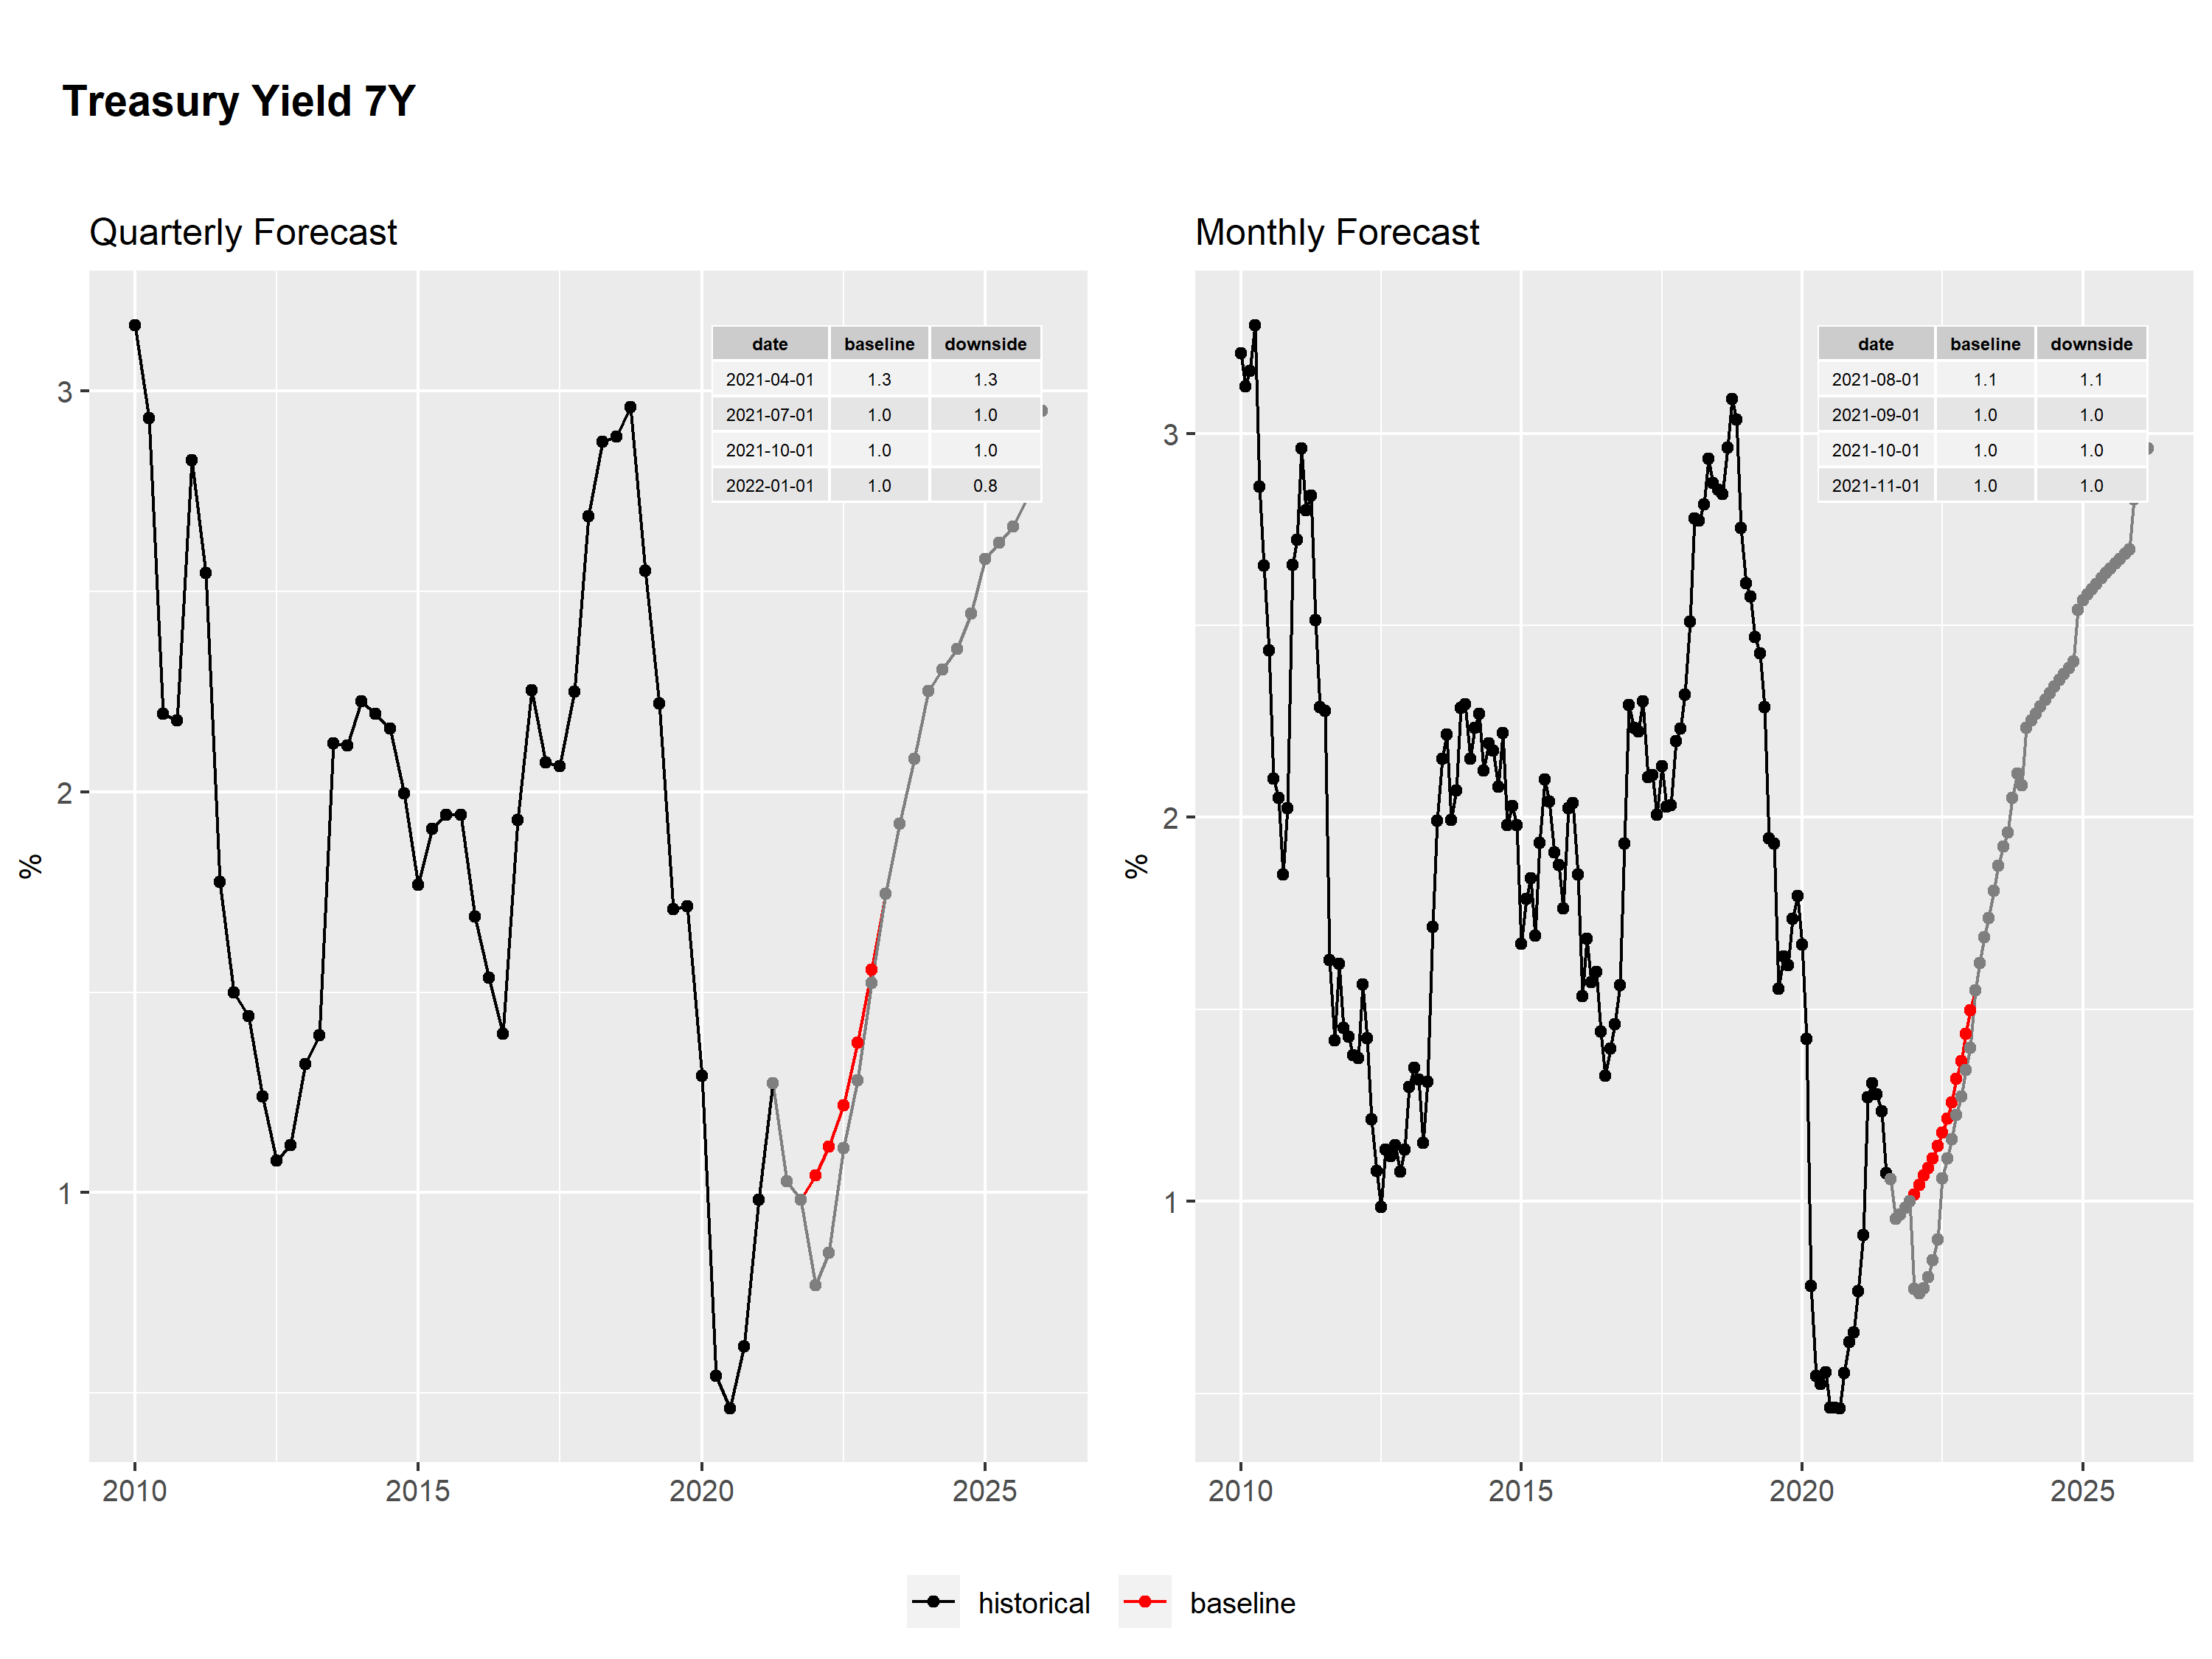 Treasury Yield 7Y
Quarterly Forecast
%
3
2
1
2010 2015 2020 2025
date baseline downside
2021-04-01 1.3 1.3
2021-07-01 1.0 1.0
2021-10-01 1.0 1.0
2022-01-01 1.0 0.8
Monthly Forecast
%
3
2
1
2010 2015 2020 2025
date baseline downside
2021-08-01 1.1 1.1
2021-09-01 1.0 1.0
2021-10-01 1.0 1.0
2021-11-01 1.0 1.0
historical baseline